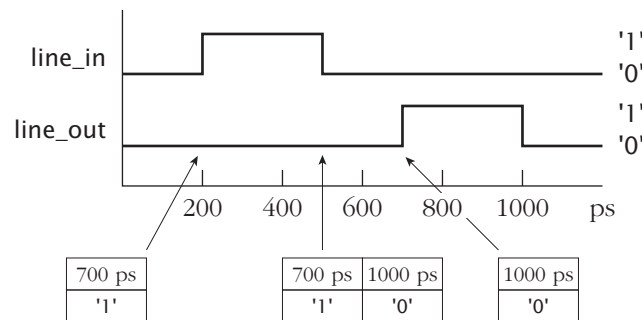 '1'
line_in
'0'
'1'
line_out
'0'
200 400 600 800 1000 ps
700 ps 700 ps 1000 ps 1000 ps
'1' '1' '0' '0'